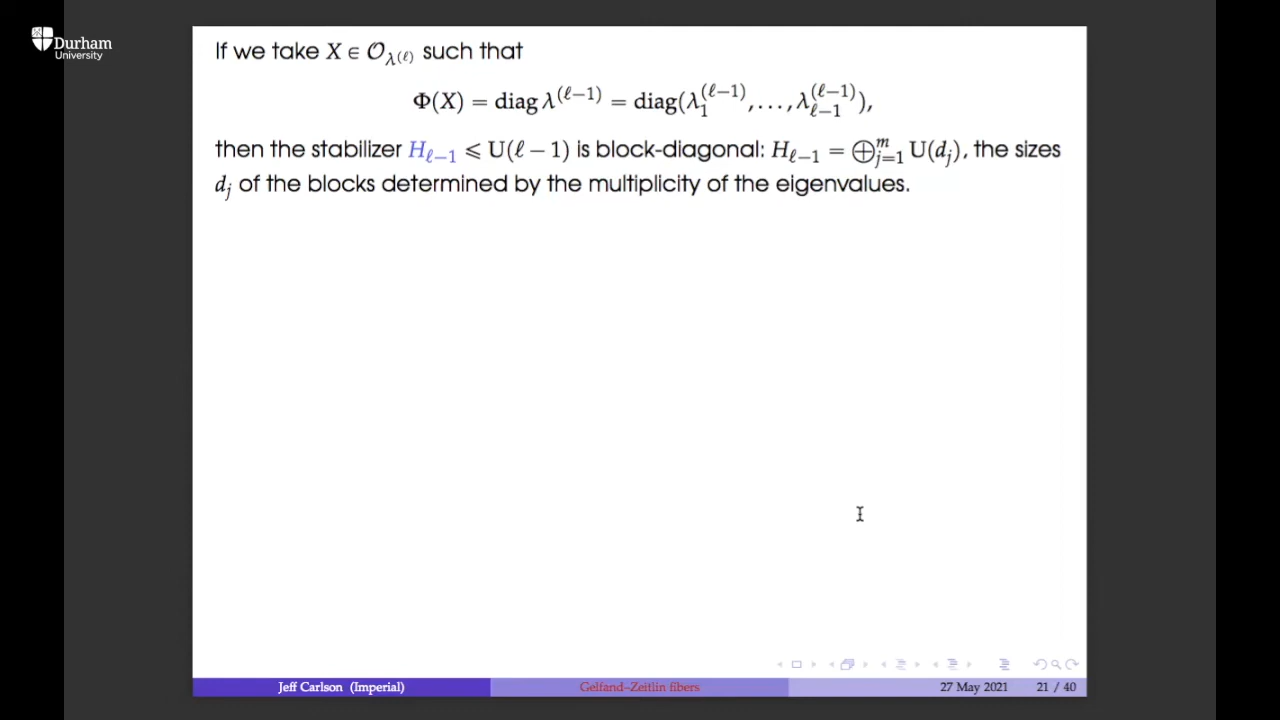 Durham
University
If we take X ∈ 𝒪_{λ^{(ℓ)}} such that
Φ(X) = diag λ^{(ℓ−1)} = diag(λ_1^{(ℓ−1)}, . . . , λ_{ℓ−1}^{(ℓ−1)}),
then the stabilizer H_{ℓ−1} ⩽ U(ℓ − 1) is block-diagonal: H_{ℓ−1} = ⊕_{j=1}^m U(d_j), the sizes
d_j of the blocks determined by the multiplicity of the eigenvalues.
Jeff Carlson (Imperial) Gelfand–Zeitlin fibers 27 May 2021 21 / 40